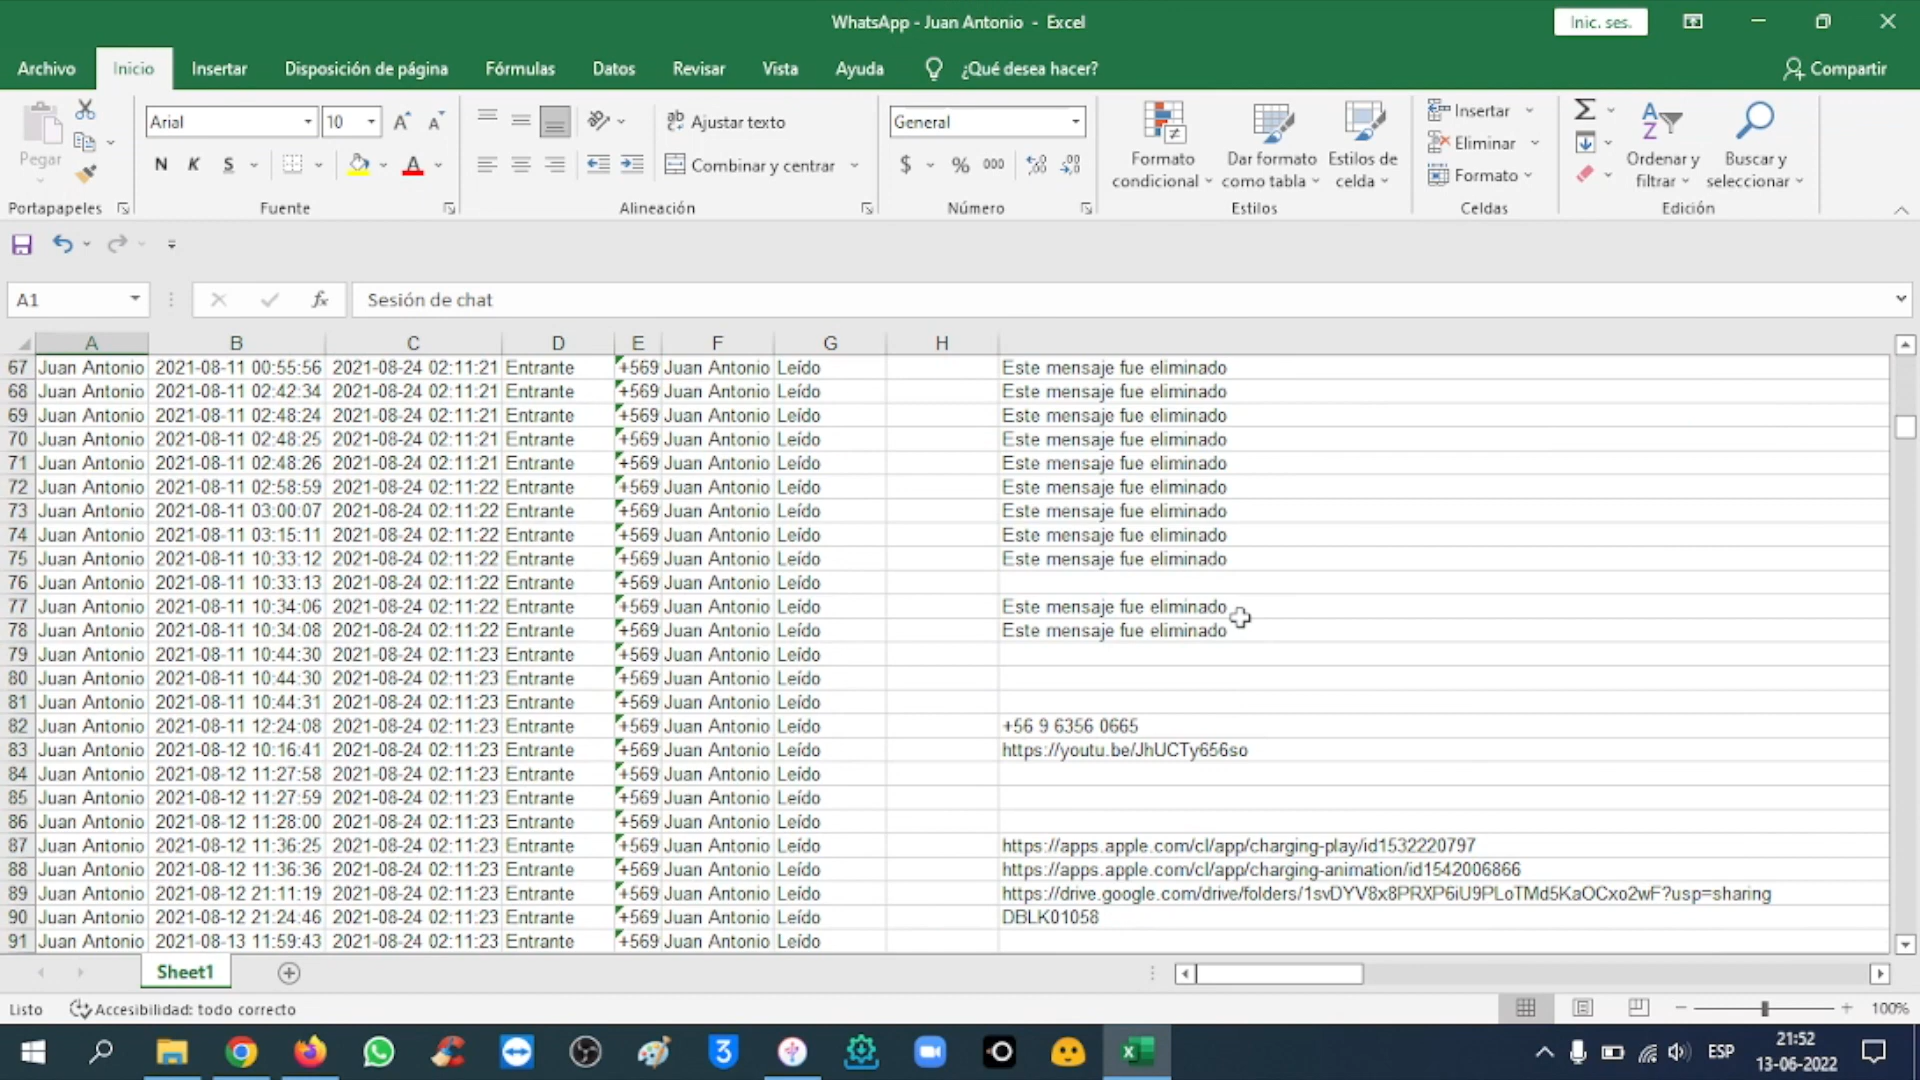 WhatsApp - Juan Antonio - Excel
Inic. ses.
Archivo Inicio Insertar Disposición de página Fórmulas Datos Revisar Vista Ayuda ¿Qué desea hacer? Compartir
Pegar
Portapapeles
Arial 10
N K S
Fuente
Ajustar texto
Combinar y centrar
Alineación
General
$ % 000
Número
Formato condicional
Dar formato como tabla
Estilos de celda
Estilos
Insertar
Eliminar
Formato
Celdas
Ordenar y filtrar
Buscar y seleccionar
Edición
A1 fx Sesión de chat
A B C D E F G H
67 Juan Antonio 2021-08-11 00:55:56 2021-08-24 02:11:21 Entrante +569 Juan Antonio Leído Este mensaje fue eliminado
68 Juan Antonio 2021-08-11 02:42:34 2021-08-24 02:11:21 Entrante +569 Juan Antonio Leído Este mensaje fue eliminado
69 Juan Antonio 2021-08-11 02:48:24 2021-08-24 02:11:21 Entrante +569 Juan Antonio Leído Este mensaje fue eliminado
70 Juan Antonio 2021-08-11 02:48:25 2021-08-24 02:11:21 Entrante +569 Juan Antonio Leído Este mensaje fue eliminado
71 Juan Antonio 2021-08-11 02:48:26 2021-08-24 02:11:21 Entrante +569 Juan Antonio Leído Este mensaje fue eliminado
72 Juan Antonio 2021-08-11 02:58:59 2021-08-24 02:11:22 Entrante +569 Juan Antonio Leído Este mensaje fue eliminado
73 Juan Antonio 2021-08-11 03:00:07 2021-08-24 02:11:22 Entrante +569 Juan Antonio Leído Este mensaje fue eliminado
74 Juan Antonio 2021-08-11 03:15:11 2021-08-24 02:11:22 Entrante +569 Juan Antonio Leído Este mensaje fue eliminado
75 Juan Antonio 2021-08-11 10:33:12 2021-08-24 02:11:22 Entrante +569 Juan Antonio Leído Este mensaje fue eliminado
76 Juan Antonio 2021-08-11 10:33:13 2021-08-24 02:11:22 Entrante +569 Juan Antonio Leído
77 Juan Antonio 2021-08-11 10:34:06 2021-08-24 02:11:22 Entrante +569 Juan Antonio Leído Este mensaje fue eliminado
78 Juan Antonio 2021-08-11 10:34:08 2021-08-24 02:11:22 Entrante +569 Juan Antonio Leído Este mensaje fue eliminado
79 Juan Antonio 2021-08-11 10:44:30 2021-08-24 02:11:23 Entrante +569 Juan Antonio Leído
80 Juan Antonio 2021-08-11 10:44:30 2021-08-24 02:11:23 Entrante +569 Juan Antonio Leído
81 Juan Antonio 2021-08-11 10:44:31 2021-08-24 02:11:23 Entrante +569 Juan Antonio Leído
82 Juan Antonio 2021-08-11 12:24:08 2021-08-24 02:11:23 Entrante +569 Juan Antonio Leído +56 9 6356 0665
83 Juan Antonio 2021-08-12 10:16:41 2021-08-24 02:11:23 Entrante +569 Juan Antonio Leído https://youtu.be/JhUCTy656so
84 Juan Antonio 2021-08-12 11:27:58 2021-08-24 02:11:23 Entrante +569 Juan Antonio Leído
85 Juan Antonio 2021-08-12 11:27:59 2021-08-24 02:11:23 Entrante +569 Juan Antonio Leído
86 Juan Antonio 2021-08-12 11:28:00 2021-08-24 02:11:23 Entrante +569 Juan Antonio Leído
87 Juan Antonio 2021-08-12 11:36:25 2021-08-24 02:11:23 Entrante +569 Juan Antonio Leído https://apps.apple.com/cl/app/charging-play/id1532220797
88 Juan Antonio 2021-08-12 11:36:36 2021-08-24 02:11:23 Entrante +569 Juan Antonio Leído https://apps.apple.com/cl/app/charging-animation/id1542006866
89 Juan Antonio 2021-08-12 21:11:19 2021-08-24 02:11:23 Entrante +569 Juan Antonio Leído https://drive.google.com/drive/folders/1svDYV8x8PRXP6iU9PLoTMd5KaOCxo2wF?usp=sharing
90 Juan Antonio 2021-08-12 21:24:46 2021-08-24 02:11:23 Entrante +569 Juan Antonio Leído DBLK01058
91 Juan Antonio 2021-08-13 11:59:43 2021-08-24 02:11:23 Entrante +569 Juan Antonio Leído
Sheet1
Listo Accesibilidad: todo correcto 100%
ESP 21:52
13-06-2022